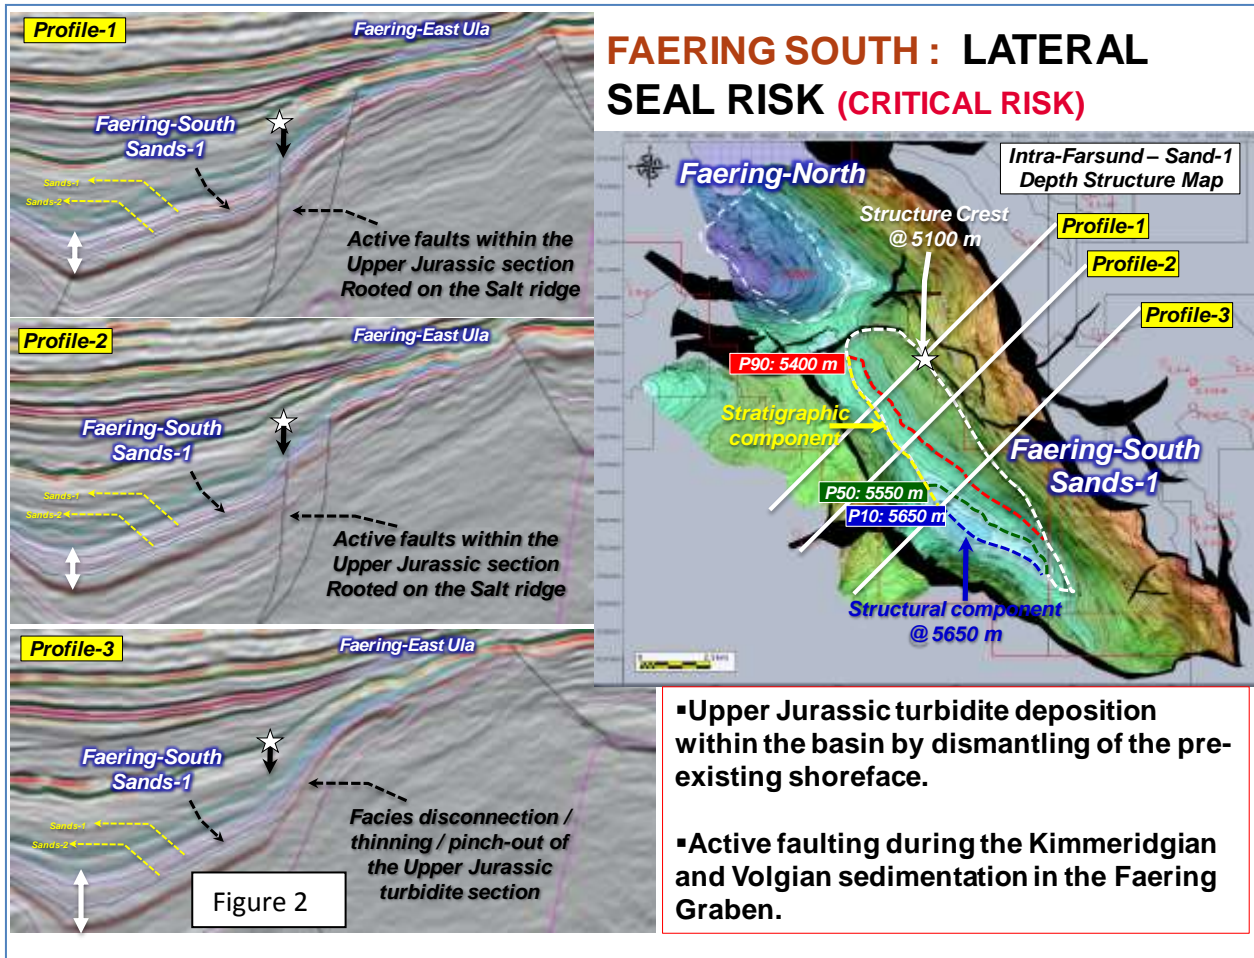 Profile-1
Faering-East Ula
Faering-South
Sands-1
Sands-1
Sands-2
Active faults within the
Upper Jurassic section
Rooted on the Salt ridge
Profile-2
Faering-East Ula
Faering-South
Sands-1
Sands-1
Sands-2
Active faults within the
Upper Jurassic section
Rooted on the Salt ridge
Profile-3
Faering-East Ula
Faering-South
Sands-1
Sands-1
Sands-2
Facies disconnection /
thinning / pinch-out of
the Upper Jurassic
turbidite section
Figure 2
FAERING SOUTH : LATERAL
SEAL RISK (CRITICAL RISK)
Intra-Farsund – Sand-1
Depth Structure Map
Faering-North
Structure Crest
@ 5100 m
Profile-1
Profile-2
Profile-3
P90: 5400 m
Stratigraphic
component
Faering-South
Sands-1
P50: 5550 m
P10: 5650 m
Structural component
@ 5650 m
▪Upper Jurassic turbidite deposition
within the basin by dismantling of the pre-
existing shoreface.
▪Active faulting during the Kimmeridgian
and Volgian sedimentation in the Faering
Graben.